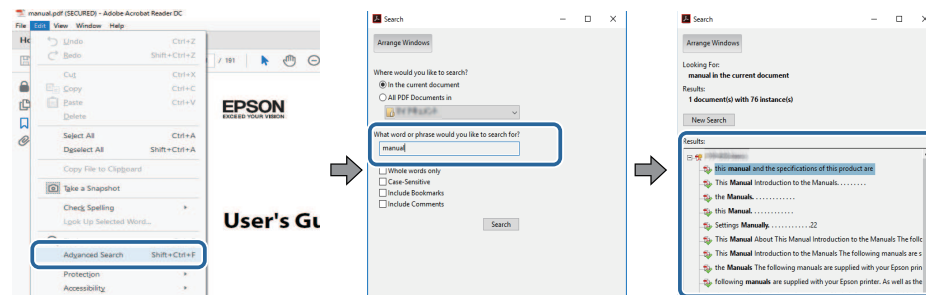 manual.pdf (SECURED) - Adobe Acrobat Reader DC
File Edit View Window Help
Undo Ctrl+Z
Redo Shift+Ctrl+Z
Cut Ctrl+X
Copy Ctrl+C
Paste Ctrl+V
Delete
Select All Ctrl+A
Deselect All Shift+Ctrl+A
Copy File to Clipboard
Take a Snapshot
Check Spelling
Look Up Selected Word...
Advanced Search Shift+Ctrl+F
Protection
Accessibility
/ 191
EPSON
EXCEED YOUR VISION
User's Gu
Search
Arrange Windows
Where would you like to search?
In the current document
All PDF Documents in
What word or phrase would you like to search for?
manual
Whole words only
Case-Sensitive
Include Bookmarks
Include Comments
Search
Search
Arrange Windows
Looking For:
manual in the current document
Results:
1 document(s) with 76 instance(s)
New Search
Results:
this manual and the specifications of this product are
This Manual Introduction to the Manuals.........
the Manuals.............
this Manual.............
Settings Manually.............22
This Manual About This Manual Introduction to the Manuals The follc
This Manual Introduction to the Manuals The following manuals are s
the Manuals The following manuals are supplied with your Epson prin
following manuals are supplied with your Epson printer. As well as the